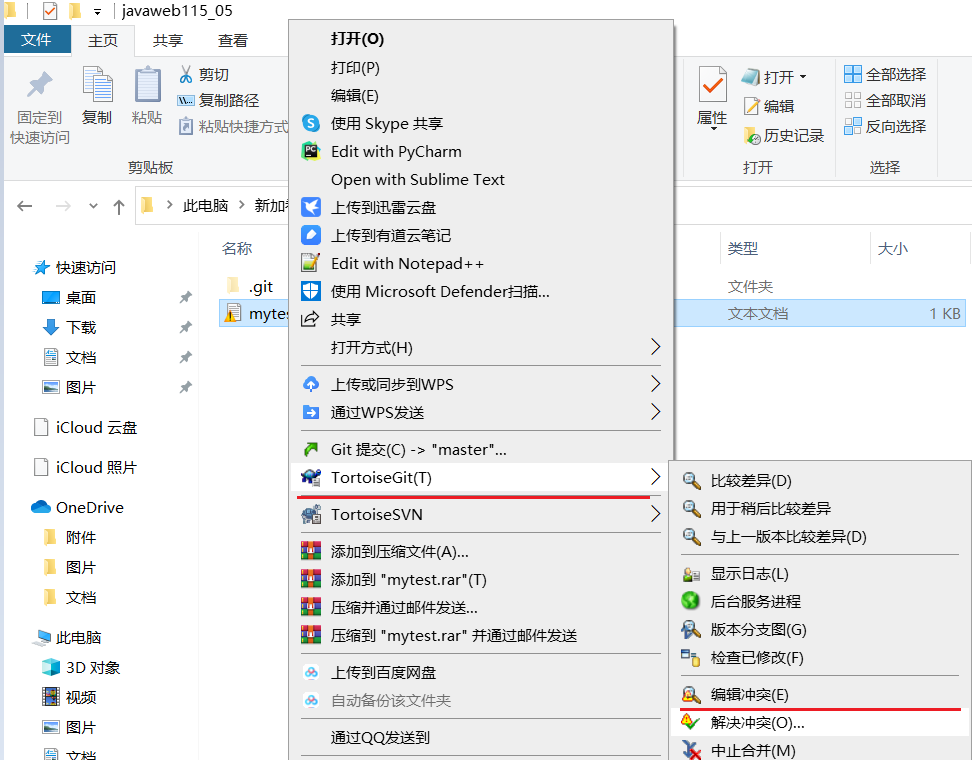 javaweb115_05
文件
主页
共享
查看
固定到
快速访问
复制
粘贴
剪切
复制路径
粘贴快捷方式
剪贴板
属性
打开
编辑
历史记录
打开
全部选择
全部取消
反向选择
选择
此电脑
新加
名称
类型
大小
.git
文件夹
mytes
文本文档
1 KB
快速访问
桌面
下载
文档
图片
iCloud 云盘
iCloud 照片
OneDrive
附件
图片
文档
此电脑
3D 对象
视频
图片
文档
打开(O)
打印(P)
编辑(E)
使用 Skype 共享
Edit with PyCharm
Open with Sublime Text
上传到迅雷云盘
上传到有道云笔记
Edit with Notepad++
使用 Microsoft Defender扫描...
共享
打开方式(H)
上传或同步到WPS
通过WPS发送
Git 提交(C) -> "master"...
TortoiseGit(T)
TortoiseSVN
添加到压缩文件(A)...
添加到 "mytest.rar"(T)
压缩并通过邮件发送...
压缩到 "mytest.rar" 并通过邮件发送
上传到百度网盘
自动备份该文件夹
通过QQ发送到
比较差异(D)
用于稍后比较差异
与上一版本比较差异(D)
显示日志(L)
后台服务进程
版本分支图(G)
检查已修改(F)
编辑冲突(E)
解决冲突(O)...
中止合并(M)